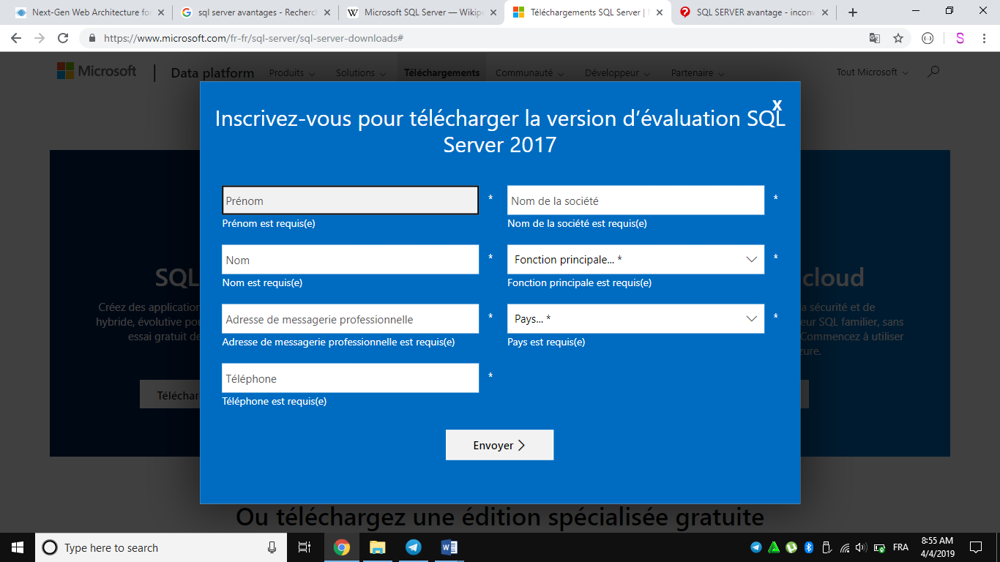 Next-Gen Web Architecture fo
sql server avantages - Recherc
Microsoft SQL Server — Wikip
Téléchargements SQL Server |
SQL SERVER avantage - inconv
https://www.microsoft.com/fr-fr/sql-server/sql-server-downloads#
S
Microsoft
Data platform
Produits
Solutions
Téléchargements
Communauté
Développeur
Partenaire
Tout Microsoft
x
Inscrivez-vous pour télécharger la version d'évaluation SQL
Server 2017
Prénom *
Prénom est requis(e)
Nom de la société *
Nom de la société est requis(e)
Nom *
Nom est requis(e)
Fonction principale... * *
Fonction principale est requis(e)
Adresse de messagerie professionnelle *
Adresse de messagerie professionnelle est requis(e)
Pays... * *
Pays est requis(e)
Téléphone *
Téléphone est requis(e)
Envoyer
SQL
Créez des application
hybride, évolutive pou
essai gratuit de
Téléchar
cloud
a sécurité et de
eur SQL familier, sans
Commencez à utiliser
zure.
Ou téléchargez une édition spécialisée gratuite
Type here to search
FRA
8:55 AM
4/4/2019